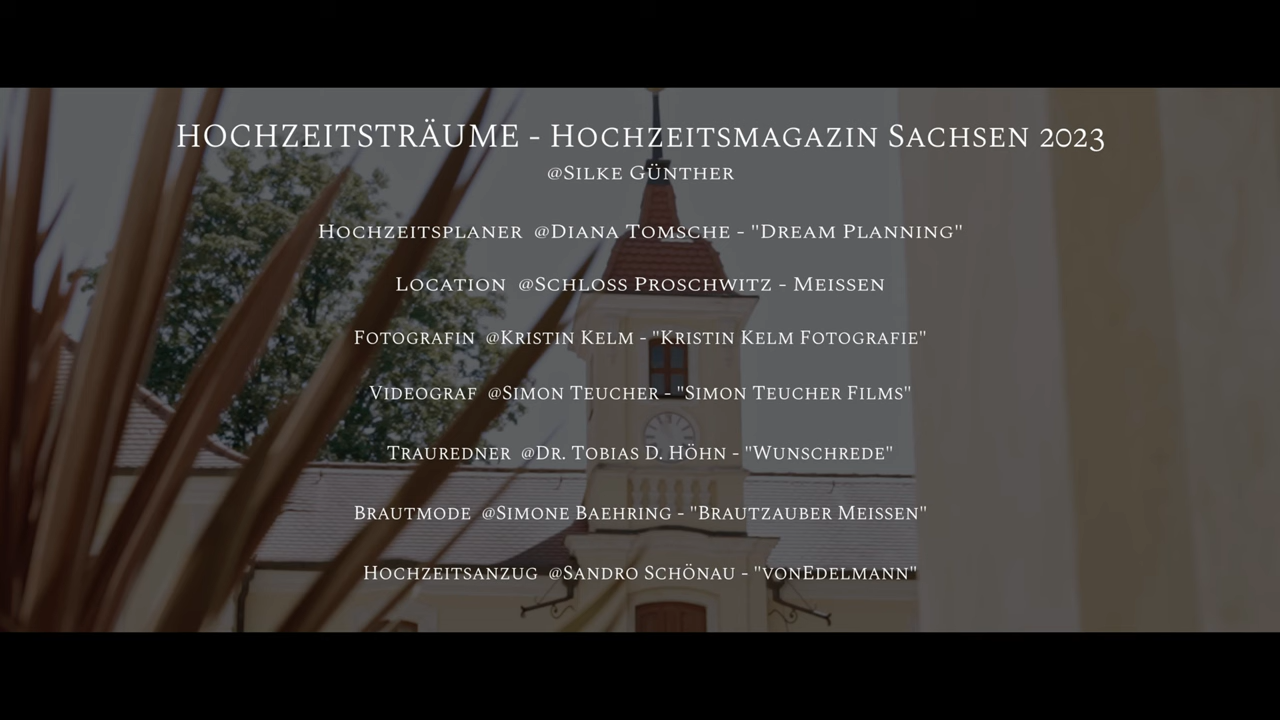 HOCHZEITSTRÄUME - Hochzeitsmagazin Sachsen 2023
@Silke Günther
Hochzeitsplaner @Diana Tomsche - "Dream Planning"
Location @Schloss Proschwitz - Meissen
Fotografin @Kristin Kelm - "Kristin Kelm Fotografie"
Videograf @Simon Teucher - "Simon Teucher Films"
Trauredner @Dr. Tobias D. Höhn - "Wunschrede"
Brautmode @Simone Baehring - "Brautzauber Meissen"
Hochzeitsanzug @Sandro Schönau - "vonEdelmann"